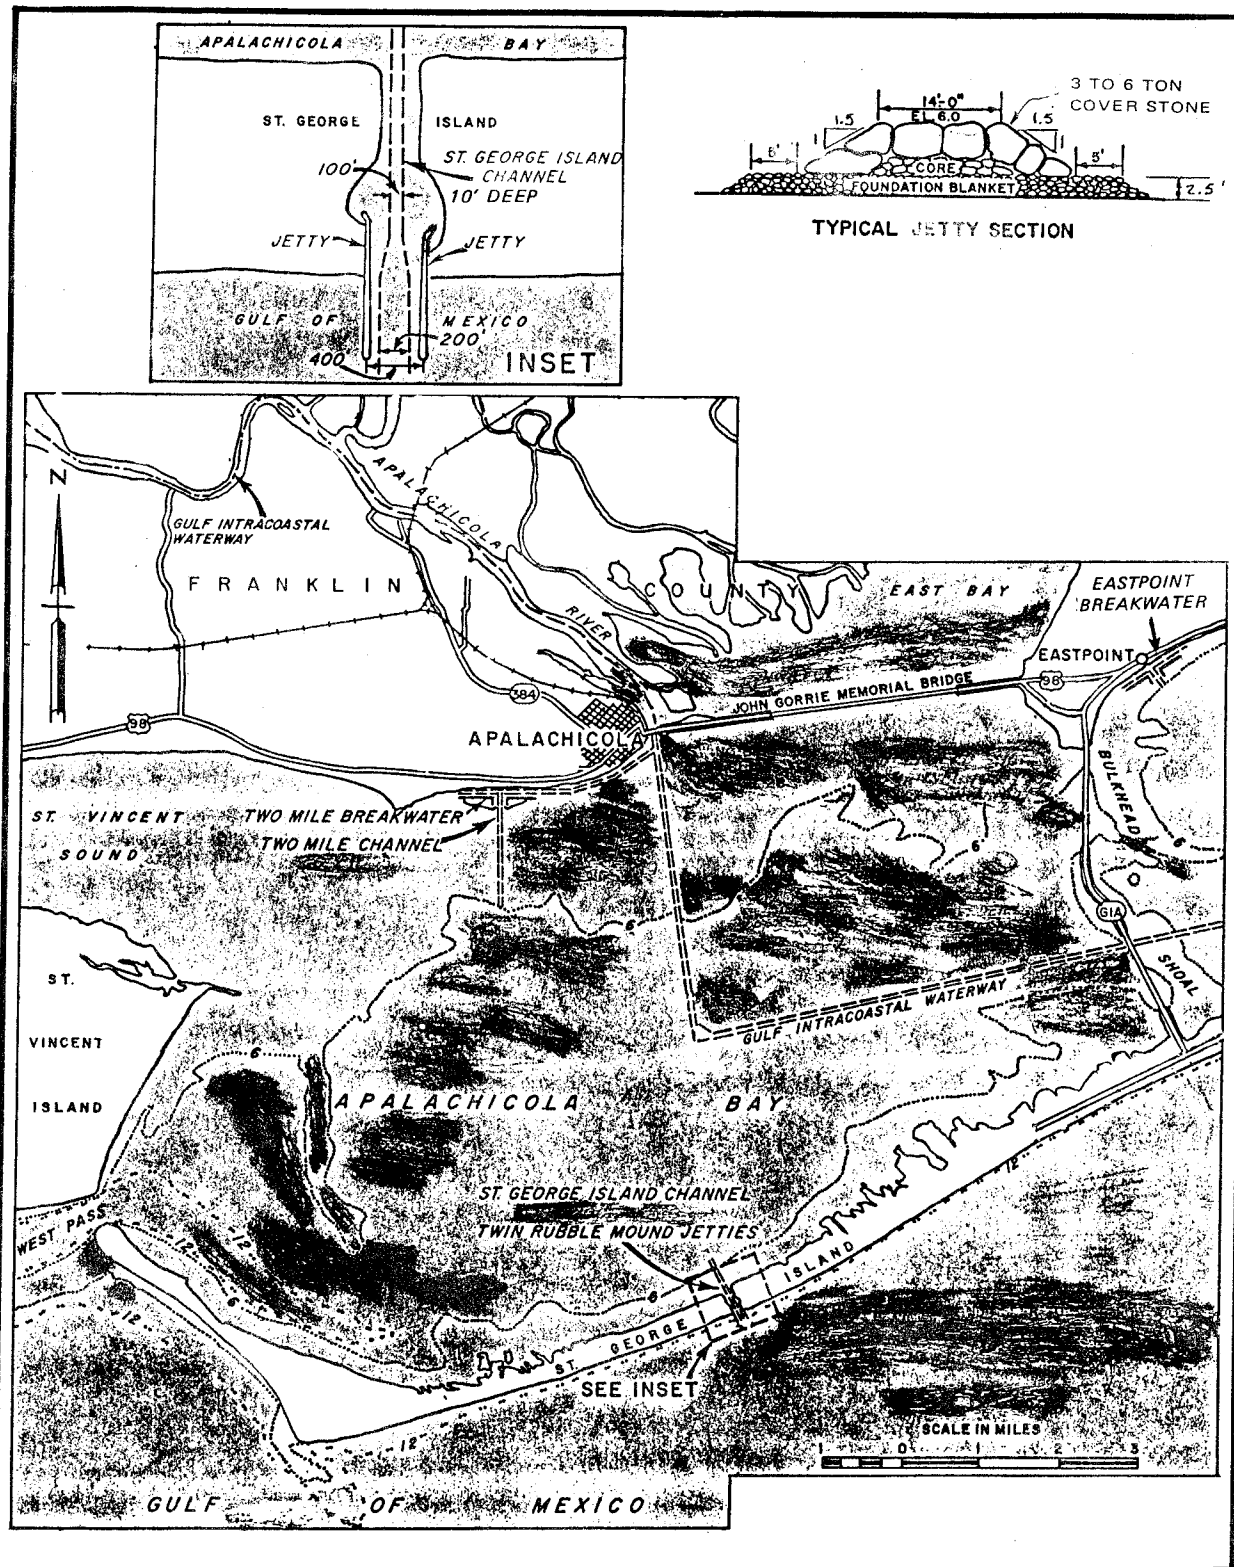 APALACHICOLA BAY
ST. GEORGE ISLAND
ST. GEORGE ISLAND
CHANNEL
100'
10' DEEP
JETTY
JETTY
GULF OF MEXICO
200'
400'
INSET
3 TO 6 TON
COVER STONE
14'-0"
EL 6.0
1.5
1
1.5
1
5'
CORE
FOUNDATION BLANKET
2.5'
TYPICAL JETTY SECTION
N
APALACHICOLA
RIVER
GULF INTRACOASTAL
WATERWAY
FRANKLIN COUNTY
EAST BAY
EASTPOINT
BREAKWATER
EASTPOINT
98
384
98
JOHN GORRIE MEMORIAL BRIDGE
APALACHICOLA
ST. VINCENT
SOUND
TWO MILE BREAKWATER
TWO MILE CHANNEL
BULKHEAD
6
6
6
G1A
SHOAL
GULF INTRACOASTAL WATERWAY
ST.
VINCENT
ISLAND
6
APALACHICOLA BAY
12
ST. GEORGE ISLAND CHANNEL
TWIN RUBBLE MOUND JETTIES
WEST PASS
12
12
6
12
6
ST. GEORGE ISLAND
SEE INSET
12
SCALE IN MILES
1 0 1 2 3
GULF OF MEXICO